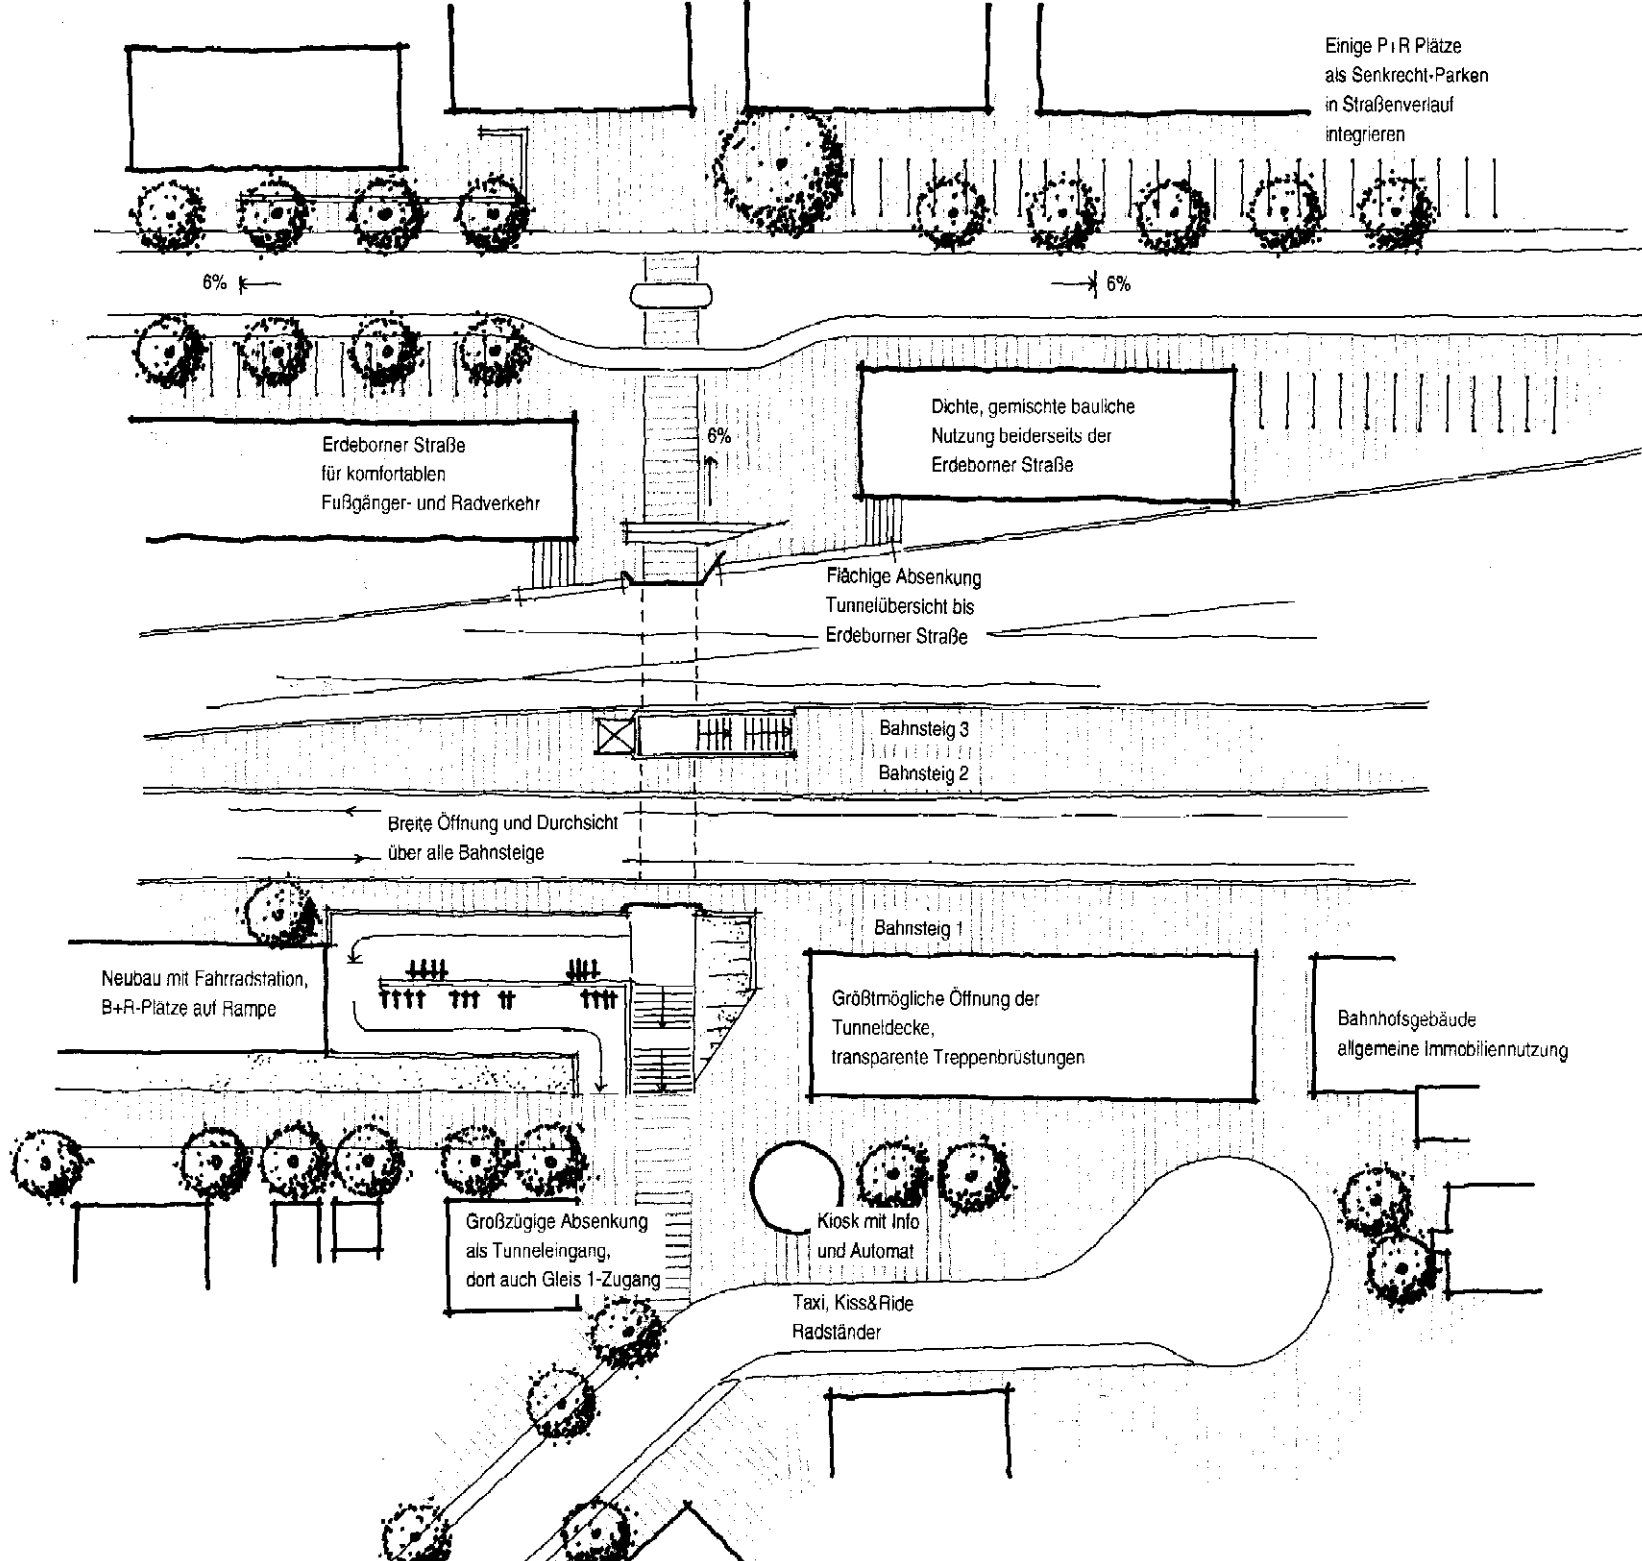 Einige P+R Plätze
als Senkrecht-Parken
in Straßenverlauf
integrieren
6%
6%
Dichte, gemischte bauliche
Nutzung beiderseits der
Erdeborner Straße
Erdeborner Straße
für komfortablen
Fußgänger- und Radverkehr
6%
Flächige Absenkung
Tunnelübersicht bis
Erdeborner Straße
Bahnsteig 3
Bahnsteig 2
Breite Öffnung und Durchsicht
über alle Bahnsteige
Bahnsteig 1
Neubau mit Fahrradstation,
B+R-Plätze auf Rampe
Größtmögliche Öffnung der
Tunneldecke,
transparente Treppenbrüstungen
Bahnhofsgebäude
allgemeine Immobiliennutzung
Großzügige Absenkung
als Tunneleingang,
dort auch Gleis 1-Zugang
Kiosk mit Info
und Automat
Taxi, Kiss&Ride
Radständer